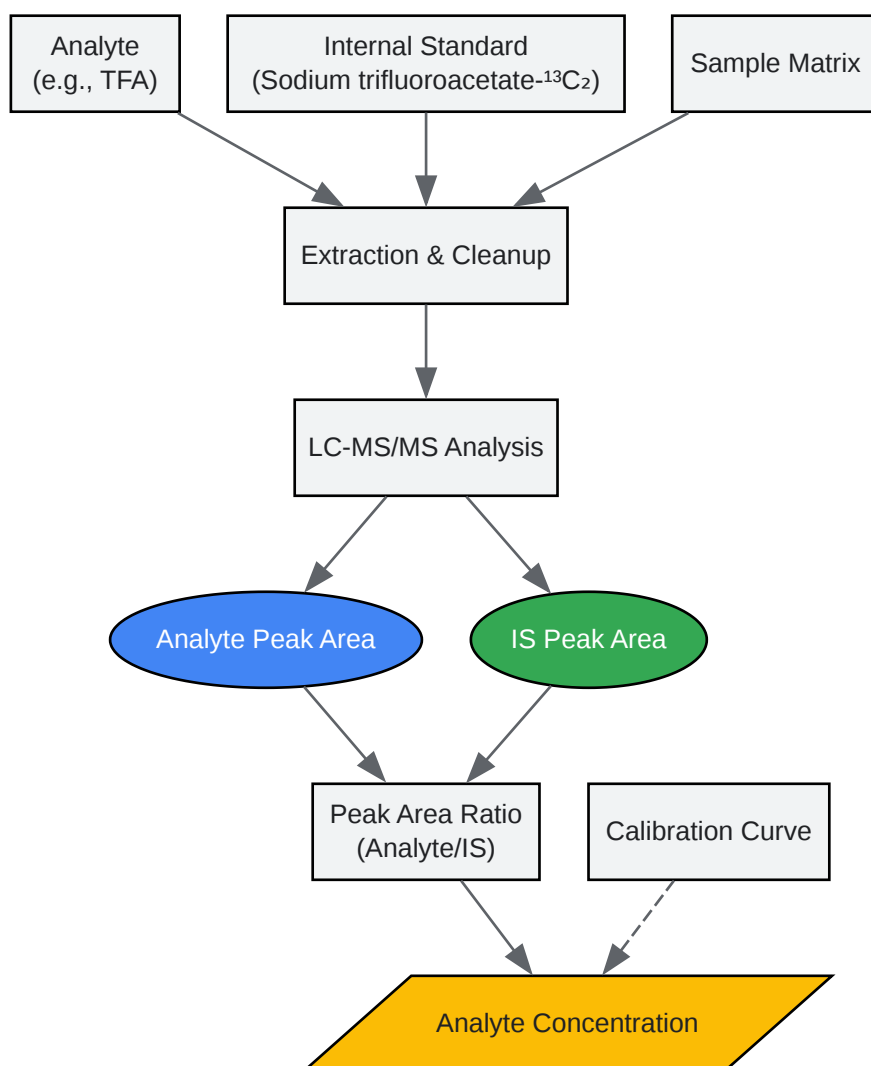 Analyte
(e.g., TFA)
Internal Standard
(Sodium trifluoroacetate-¹³C₂)
Sample Matrix
Extraction & Cleanup
LC-MS/MS Analysis
Analyte Peak Area
IS Peak Area
Peak Area Ratio
(Analyte/IS)
Calibration Curve
Analyte Concentration